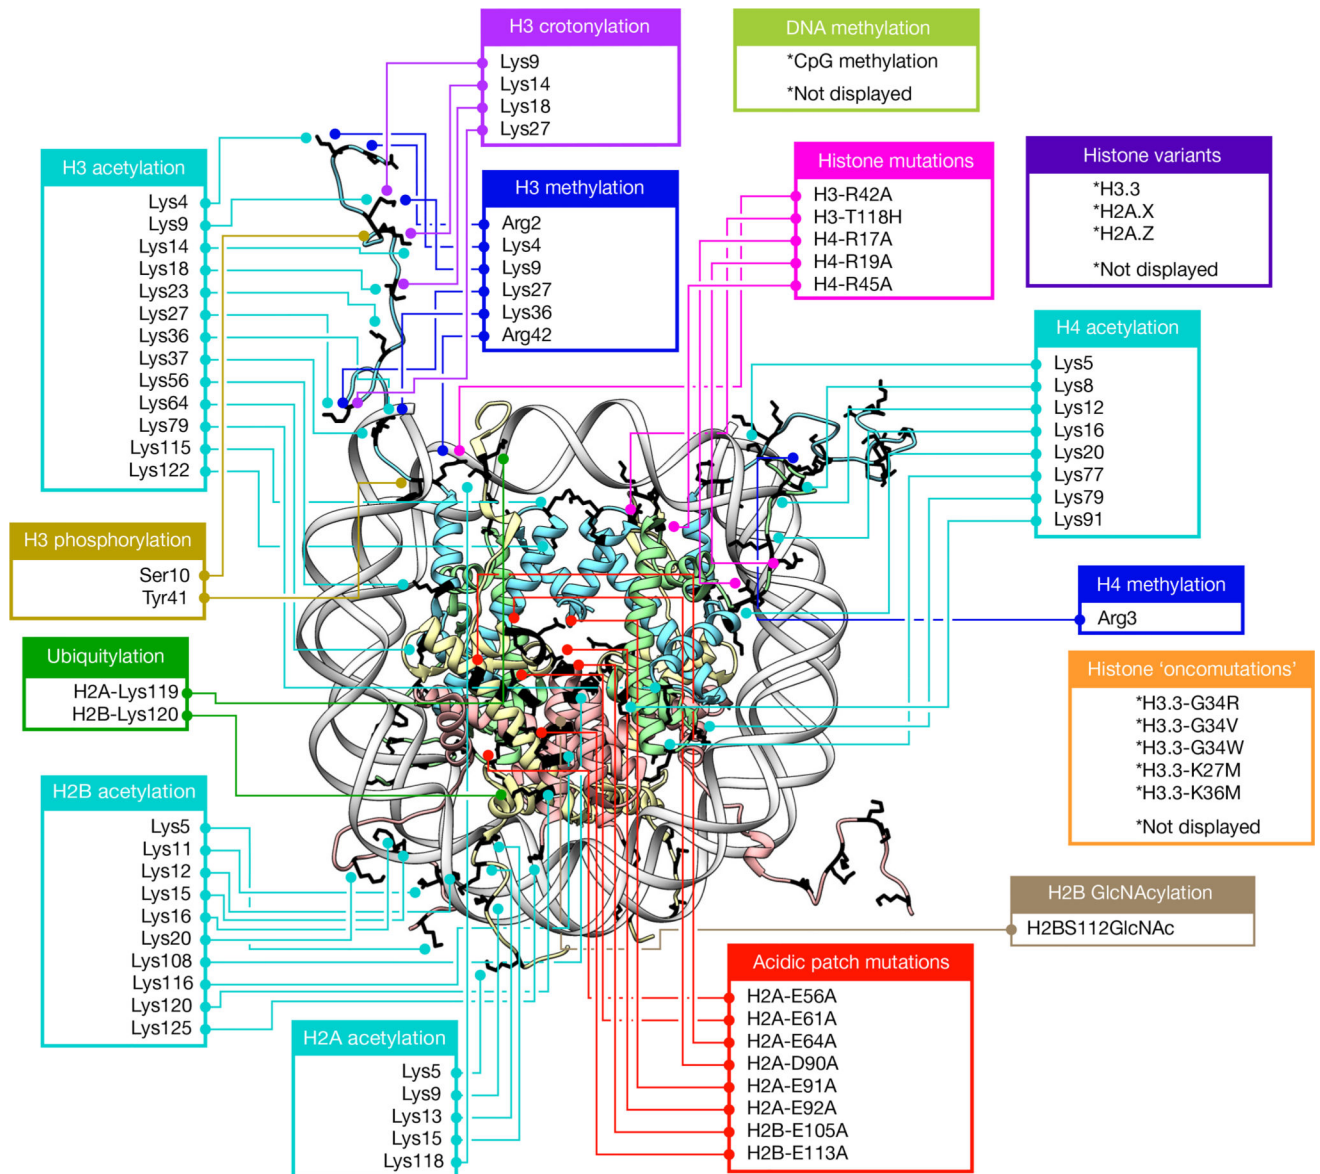 H3 crotonylation
Lys9
Lys14
Lys18
Lys27
DNA methylation
*CpG methylation
*Not displayed
H3 acetylation
Lys4
Lys9
Lys14
Lys18
Lys23
Lys27
Lys36
Lys37
Lys56
Lys64
Lys79
Lys115
Lys122
H3 methylation
Arg2
Lys4
Lys9
Lys27
Lys36
Arg42
Histone mutations
H3-R42A
H3-T118H
H4-R17A
H4-R19A
H4-R45A
Histone variants
*H3.3
*H2A.X
*H2A.Z
*Not displayed
H4 acetylation
Lys5
Lys8
Lys12
Lys16
Lys20
Lys77
Lys79
Lys91
H3 phosphorylation
Ser10
Tyr41
H4 methylation
Arg3
Ubiquitylation
H2A-Lys119
H2B-Lys120
Histone ‘oncomutations’
*H3.3-G34R
*H3.3-G34V
*H3.3-G34W
*H3.3-K27M
*H3.3-K36M
*Not displayed
H2B acetylation
Lys5
Lys11
Lys12
Lys15
Lys16
Lys20
Lys108
Lys116
Lys120
Lys125
H2B GlcNAcylation
H2BS112GlcNAc
Acidic patch mutations
H2A-E56A
H2A-E61A
H2A-E64A
H2A-D90A
H2A-E91A
H2A-E92A
H2B-E105A
H2B-E113A
H2A acetylation
Lys5
Lys9
Lys13
Lys15
Lys118